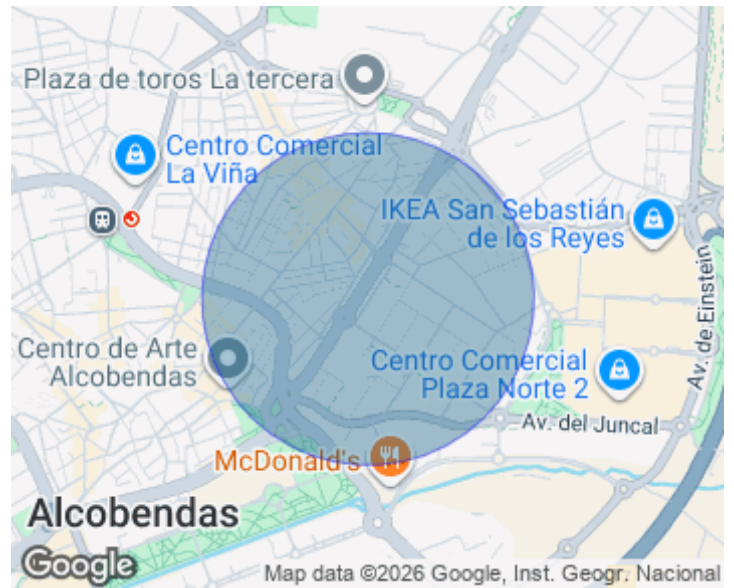 Plaza de toros La tercera
Centro Comercial
La Viña
IKEA San Sebastián
de los Reyes
Centro de Arte
Alcobendas
Centro Comercial
Plaza Norte 2
Av. de Einstein
Av. del Juncal
McDonald's
Alcobendas
Google
Map data ©2026 Google, Inst. Geogr. Nacional